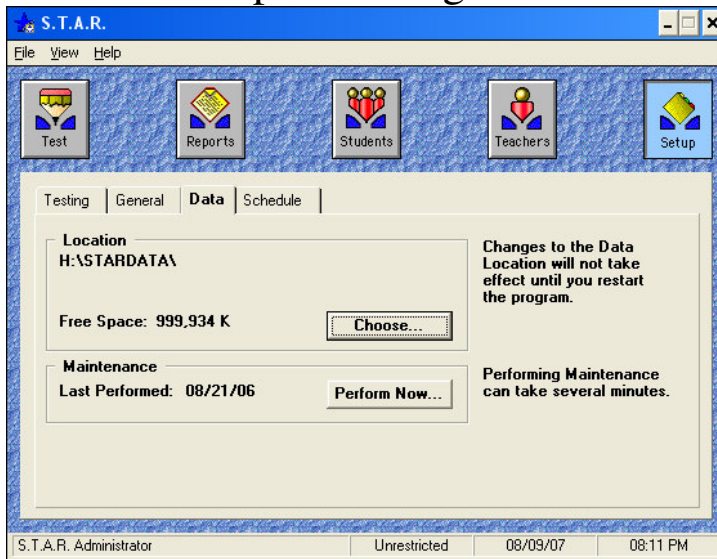 S.T.A.R.
File View Help
Test Reports Students Teachers Setup
Testing General Data Schedule
Location
H:\STARDATA\
Free Space: 999,934 K
Choose...
Changes to the Data
Location will not take
effect until you restart
the program.
Maintenance
Last Performed: 08/21/06
Perform Now...
Performing Maintenance
can take several minutes.
S.T.A.R. Administrator Unrestricted 08/09/07 08:11 PM